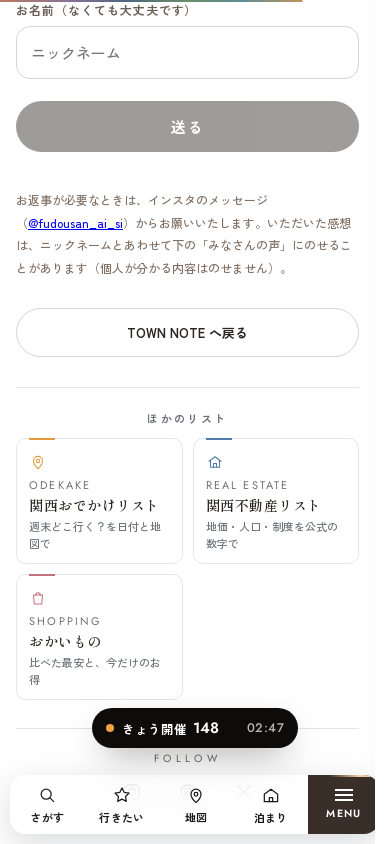 お名前（なくても大丈夫です）
ニックネーム
送る
お返事が必要なときは、インスタのメッセージ
（@fudousan_ai_si）からお願いいたします。いただいた感想
は、ニックネームとあわせて下の「みなさんの声」にのせるこ
とがあります（個人が分かる内容はのせません）。
TOWN NOTE へ戻る
ほかのリスト
ODEKAKE
関西おでかけリスト
週末どこ行く？を日付と地
図で
REAL ESTATE
関西不動産リスト
地価・人口・制度を公式の
数字で
SHOPPING
おかいもの
比べた最安と、今だけのお
得
きょう開催 148 02:47
FOLLOW
さがす
行きたい
地図
泊まり
MENU